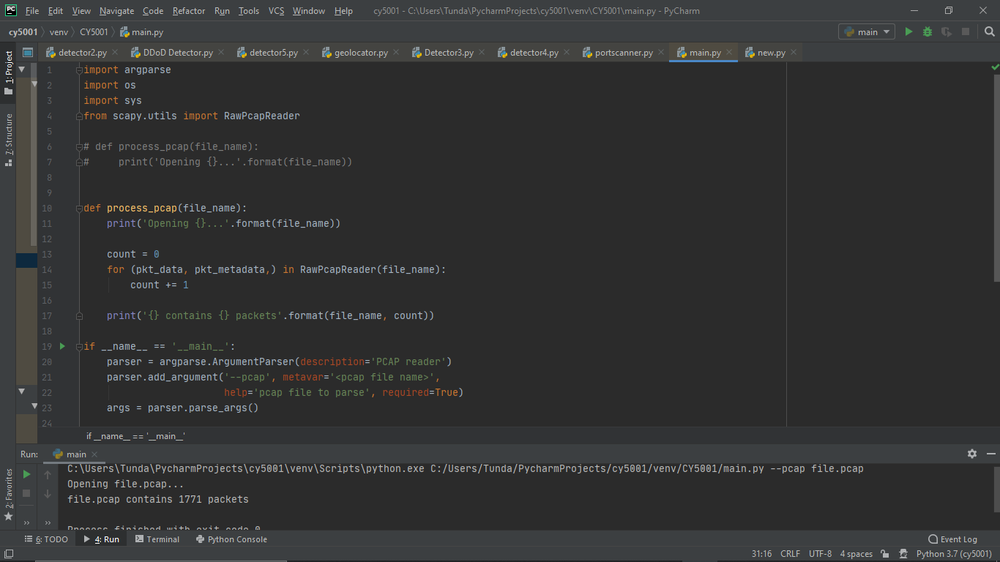 PC File Edit View Navigate Code Refactor Run Tools VCS Window Help cy5001 - C:\Users\Tunda\PycharmProjects\cy5001\venv\CY5001\main.py - PyCharm
cy5001 venv CY5001 main.py main
1: Project
7: Structure
2: Favorites
detector2.py DDoD Detector.py detector5.py geolocator.py Detector3.py detector4.py portscanner.py main.py new.py
1 import argparse
2 import os
3 import sys
4 from scapy.utils import RawPcapReader
5
6 # def process_pcap(file_name):
7 #     print('Opening {}...'.format(file_name))
8
9
10 def process_pcap(file_name):
11     print('Opening {}...'.format(file_name))
12
13     count = 0
14     for (pkt_data, pkt_metadata,) in RawPcapReader(file_name):
15         count += 1
16
17     print('{} contains {} packets'.format(file_name, count))
18
19 if __name__ == '__main__':
20     parser = argparse.ArgumentParser(description='PCAP reader')
21     parser.add_argument('--pcap', metavar='<pcap file name>',
22                         help='pcap file to parse', required=True)
23     args = parser.parse_args()
24
if __name__ == '__main__'
Run: main
C:\Users\Tunda\PycharmProjects\cy5001\venv\Scripts\python.exe C:/Users/Tunda/PycharmProjects/cy5001/venv/CY5001/main.py --pcap file.pcap
Opening file.pcap...
file.pcap contains 1771 packets
Process finished with exit code 0
6: TODO 4: Run Terminal Python Console Event Log
31:16 CRLF UTF-8 4 spaces Python 3.7 (cy5001)